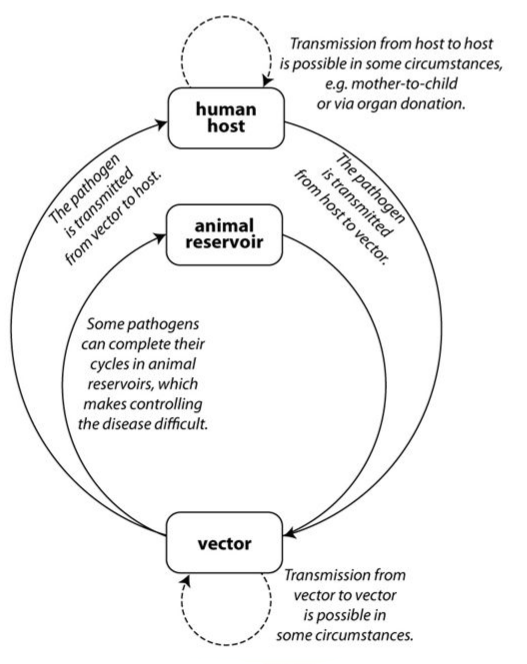 Transmission from host to host
is possible in some circumstances,
e.g. mother-to-child
or via organ donation.
human
host
The pathogen
is transmitted
from vector to host.
The pathogen
is transmitted
from host to vector.
animal
reservoir
Some pathogens
can complete their
cycles in animal
reservoirs, which
makes controlling
the disease difficult.
vector
Transmission from
vector to vector
is possible in
some circumstances.